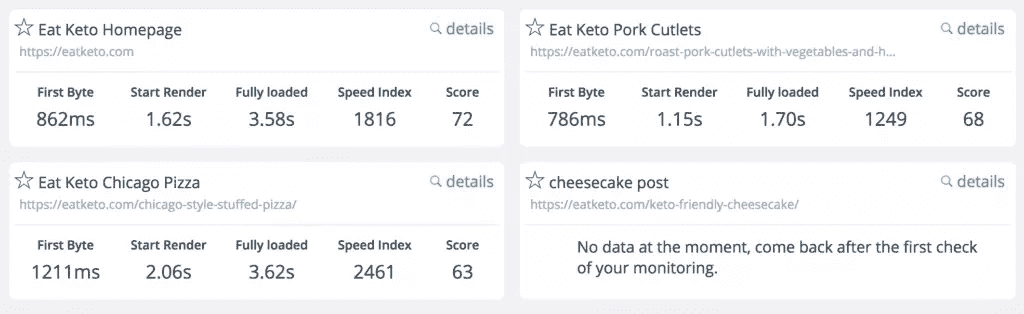 Eat Keto Homepage details
https://eatketo.com
First Byte Start Render Fully loaded Speed Index Score
862ms 1.62s 3.58s 1816 72
Eat Keto Pork Cutlets details
https://eatketo.com/roast-pork-cutlets-with-vegetables-and-h...
First Byte Start Render Fully loaded Speed Index Score
786ms 1.15s 1.70s 1249 68
Eat Keto Chicago Pizza details
https://eatketo.com/chicago-style-stuffed-pizza/
First Byte Start Render Fully loaded Speed Index Score
1211ms 2.06s 3.62s 2461 63
cheesecake post details
https://eatketo.com/keto-friendly-cheesecake/
No data at the moment, come back after the first check
of your monitoring.